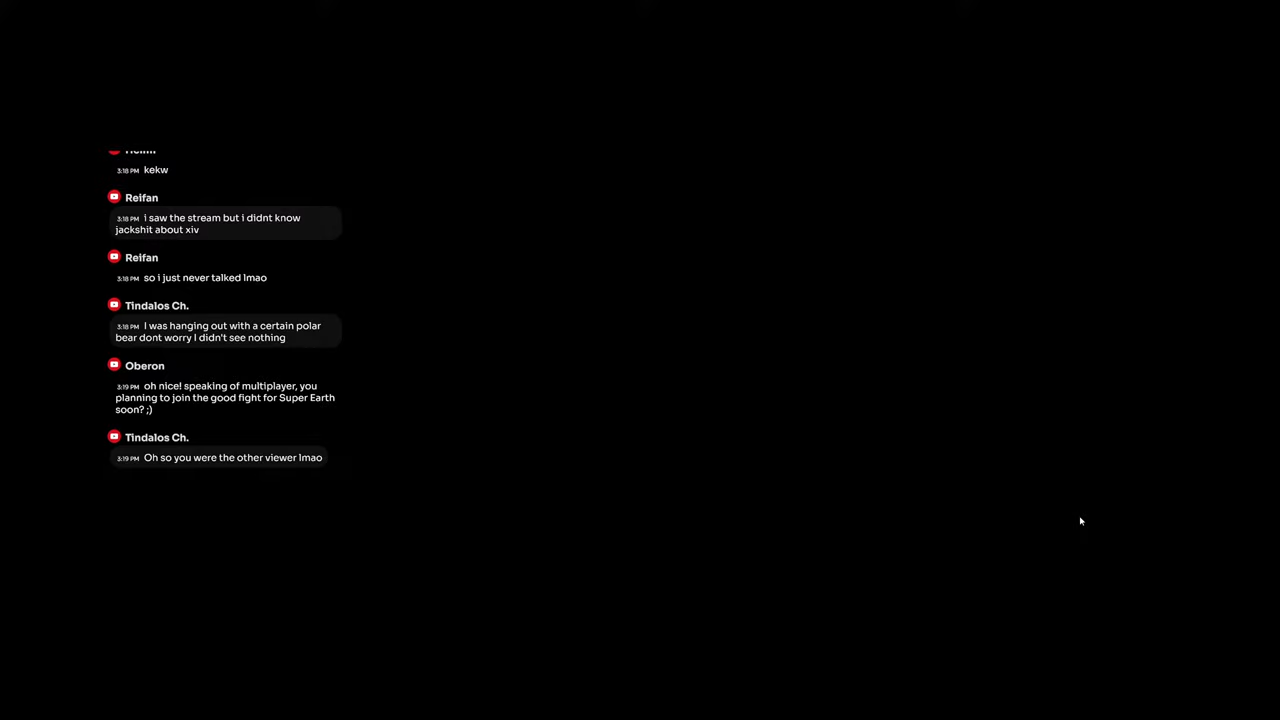 3:18 PM kekw
Reifan
3:18 PM i saw the stream but i didnt know
jackshit about xiv
Reifan
3:18 PM so i just never talked lmao
Tindalos Ch.
3:18 PM I was hanging out with a certain polar
bear dont worry I didn't see nothing
Oberon
3:19 PM oh nice! speaking of multiplayer, you
planning to join the good fight for Super Earth
soon? ;)
Tindalos Ch.
3:19 PM Oh so you were the other viewer lmao